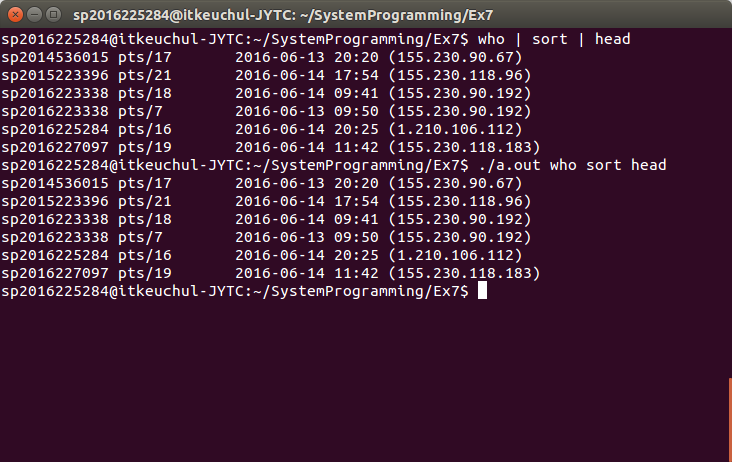 sp2016225284@itkeuchul-JYTC: ~/SystemProgramming/Ex7
sp2016225284@itkeuchul-JYTC:~/SystemProgramming/Ex7$ who | sort | head
sp2014536015 pts/17       2016-06-13 20:20 (155.230.90.67)
sp2015223396 pts/21       2016-06-14 17:54 (155.230.118.96)
sp2016223338 pts/18       2016-06-14 09:41 (155.230.90.192)
sp2016223338 pts/7        2016-06-13 09:50 (155.230.90.192)
sp2016225284 pts/16       2016-06-14 20:25 (1.210.106.112)
sp2016227097 pts/19       2016-06-14 11:42 (155.230.118.183)
sp2016225284@itkeuchul-JYTC:~/SystemProgramming/Ex7$ ./a.out who sort head
sp2014536015 pts/17       2016-06-13 20:20 (155.230.90.67)
sp2015223396 pts/21       2016-06-14 17:54 (155.230.118.96)
sp2016223338 pts/18       2016-06-14 09:41 (155.230.90.192)
sp2016223338 pts/7        2016-06-13 09:50 (155.230.90.192)
sp2016225284 pts/16       2016-06-14 20:25 (1.210.106.112)
sp2016227097 pts/19       2016-06-14 11:42 (155.230.118.183)
sp2016225284@itkeuchul-JYTC:~/SystemProgramming/Ex7$